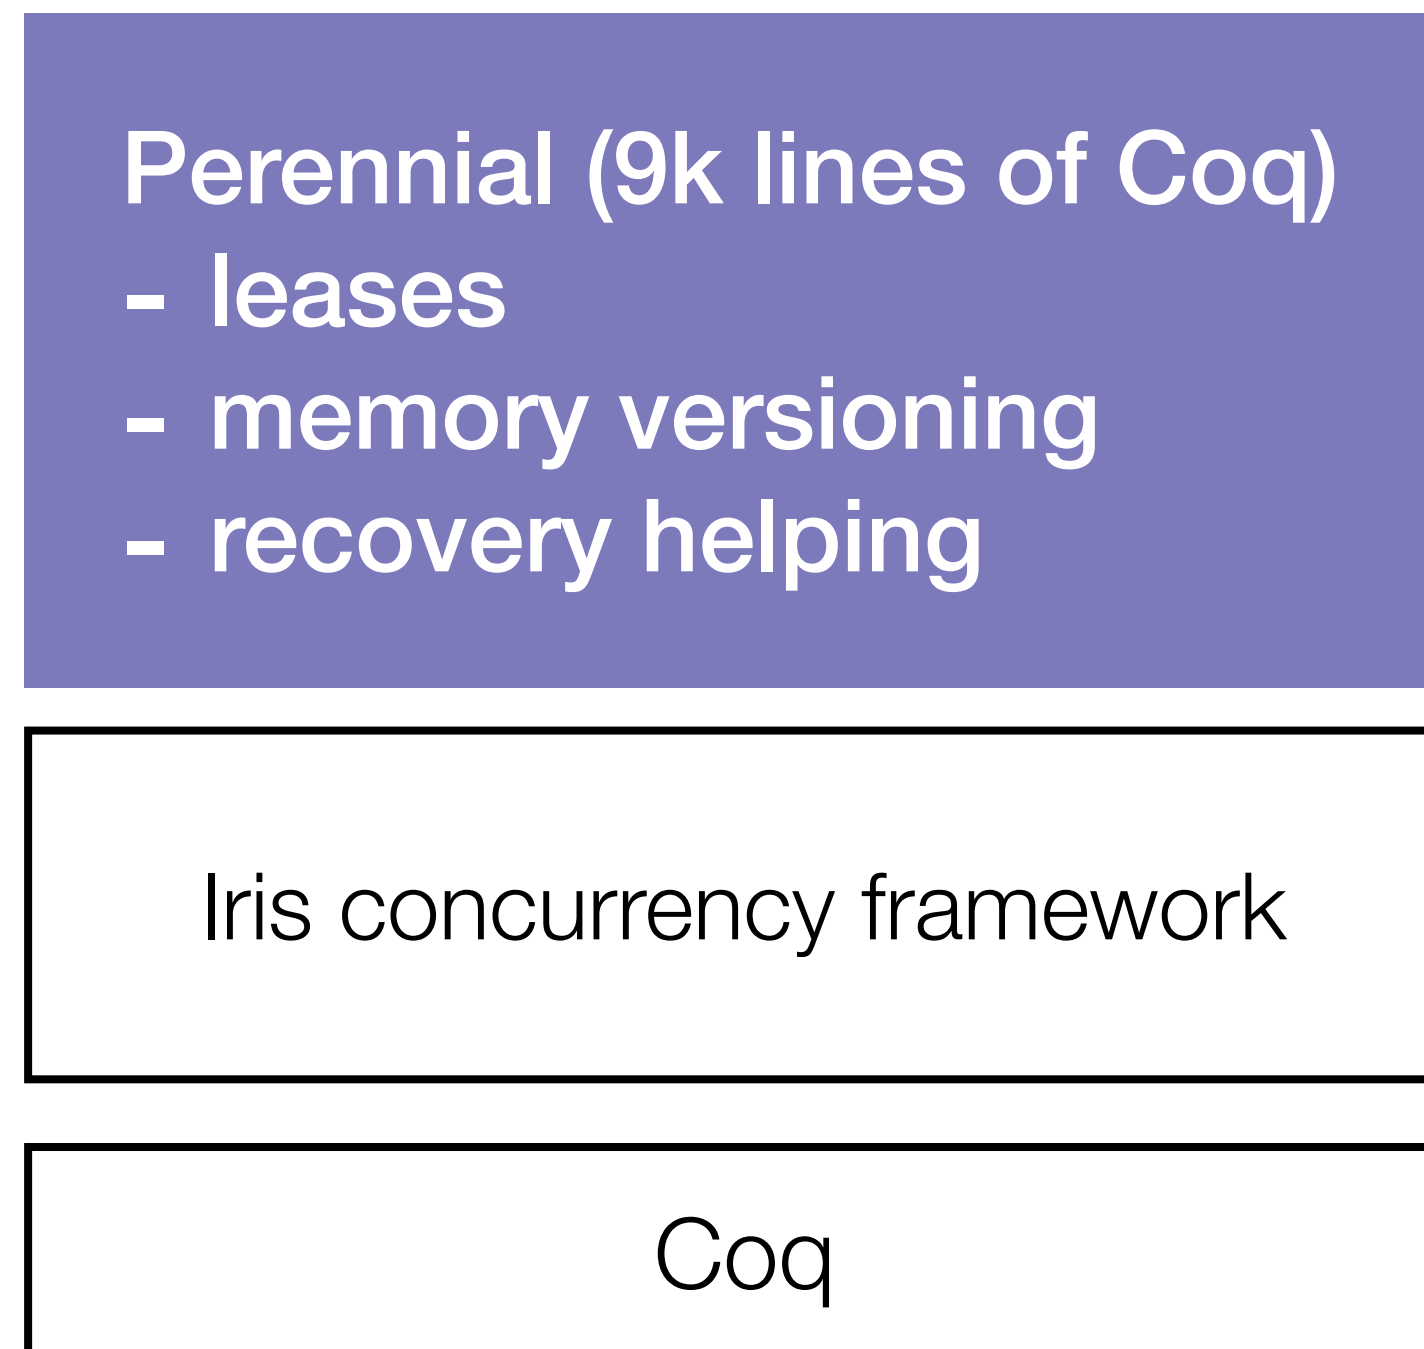 Perennial (9k lines of Coq)
- leases
- memory versioning
- recovery helping
Iris concurrency framework
Coq